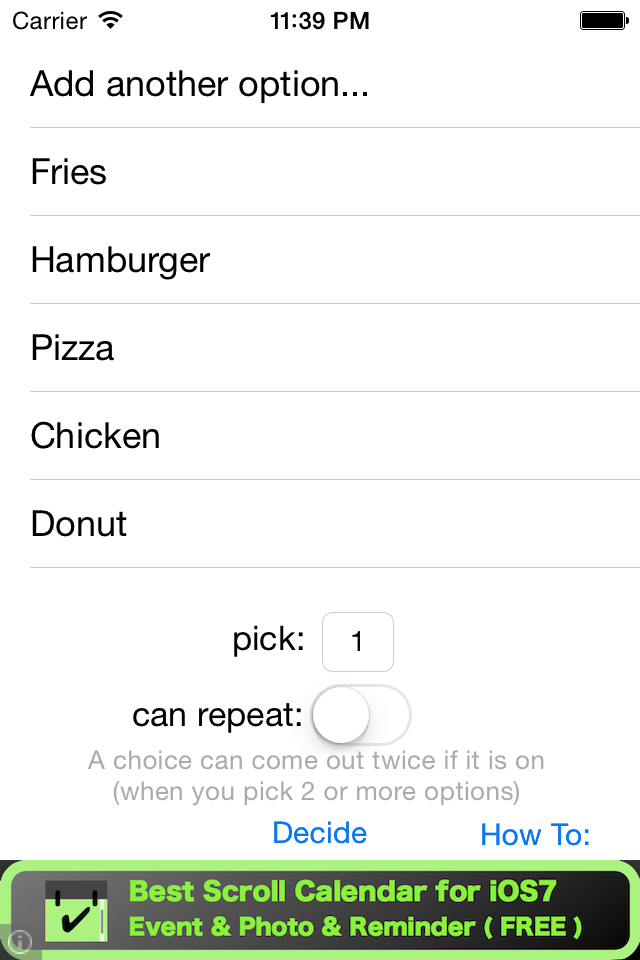 Carrier 11:39 PM
Add another option...
Fries
Hamburger
Pizza
Chicken
Donut
pick: 1
can repeat:
A choice can come out twice if it is on
(when you pick 2 or more options)
Decide How To:
Best Scroll Calendar for iOS7
Event & Photo & Reminder ( FREE )